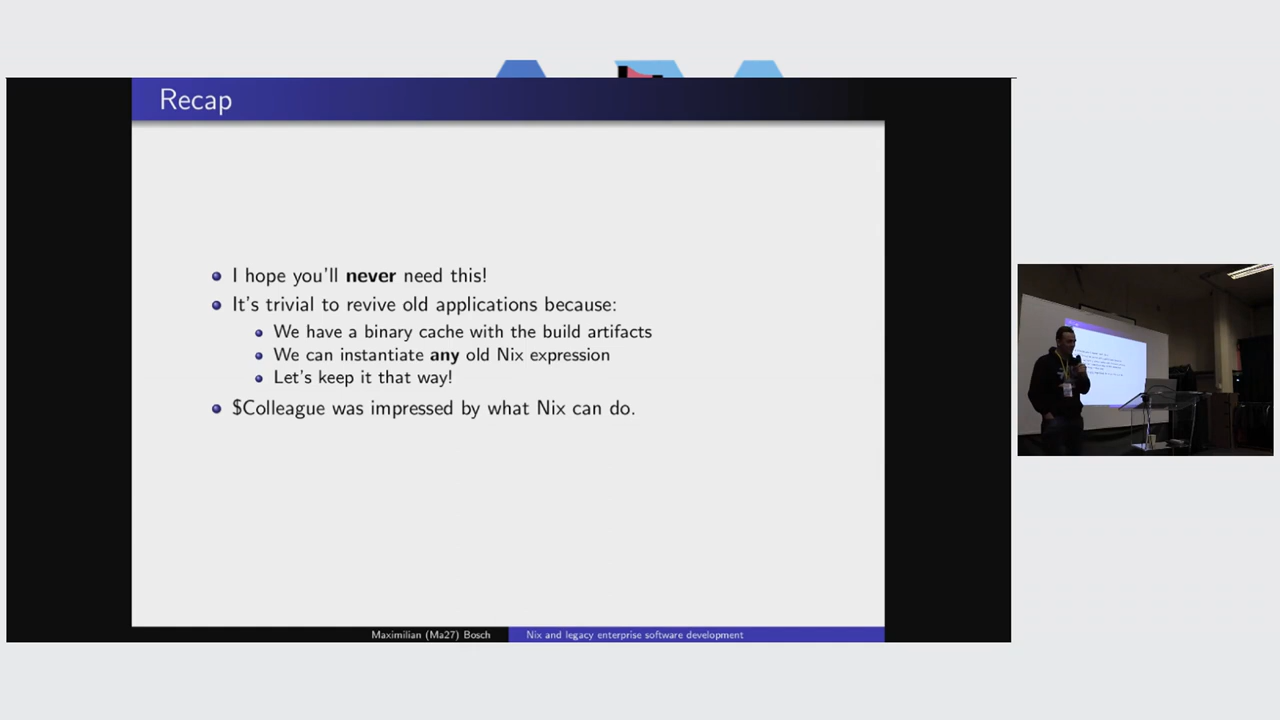 Recap
I hope you'll never need this!
It's trivial to revive old applications because:
We have a binary cache with the build artifacts
We can instantiate any old Nix expression
Let's keep it that way!
$Colleague was impressed by what Nix can do.
Maximilian (Ma27) Bosch
Nix and legacy enterprise software development